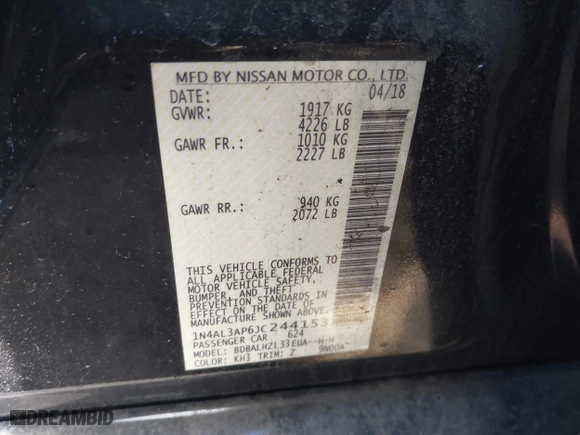 MFD BY NISSAN MOTOR CO., LTD.
DATE: 04/18
GVWR: 1917 KG
4226 LB
GAWR FR.: 1010 KG
2227 LB
GAWR RR.: 940 KG
2072 LB
THIS VEHICLE CONFORMS TO
ALL APPLICABLE FEDERAL
MOTOR VEHICLE SAFETY,
BUMPER, AND THEFT
PREVENTION STANDARDS IN
EFFECT ON THE DATE OF
MANUFACTURE SHOWN ABOVE.
1N4AL3AP6JC244153
PASSENGER CAR 624
MODEL: BDBALHZL33EUA--N-H
COLOR: KH3 TRIM: Z 9N00A
DREAMBID